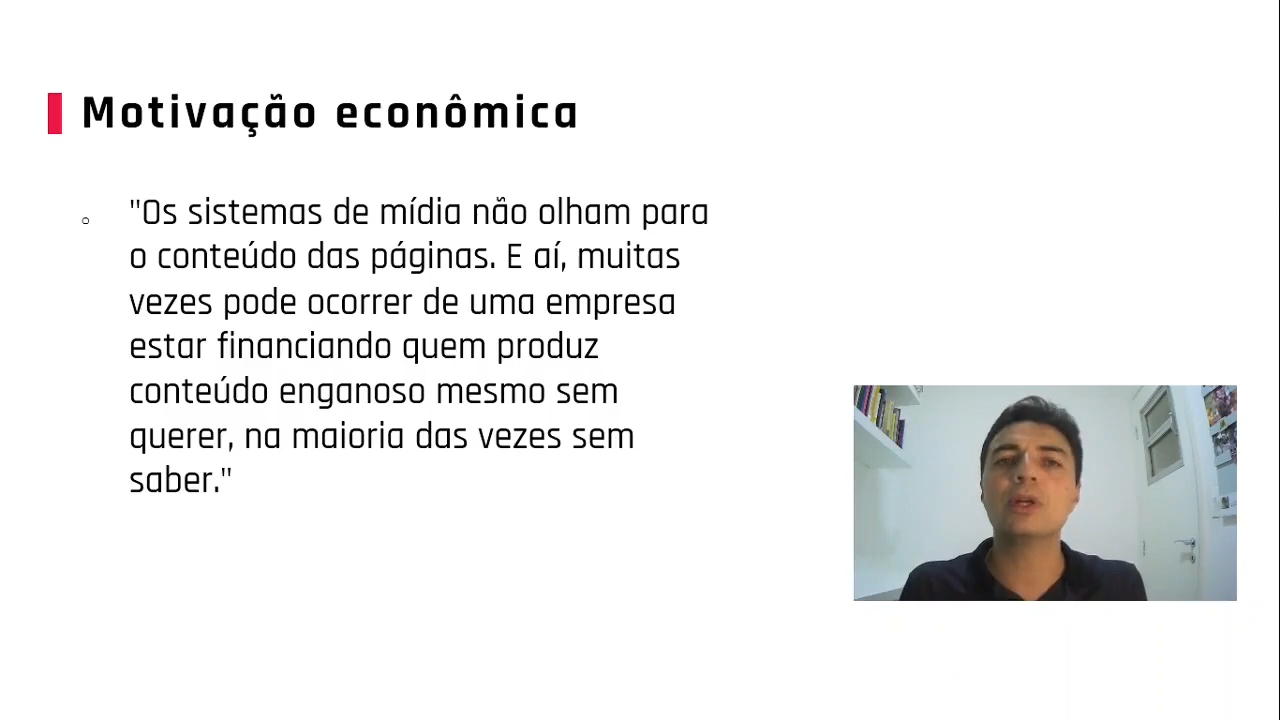 Motivação econômica
"Os sistemas de mídia não olham para
o conteúdo das páginas. E aí, muitas
vezes pode ocorrer de uma empresa
estar financiando quem produz
conteúdo enganoso mesmo sem
querer, na maioria das vezes sem
saber."